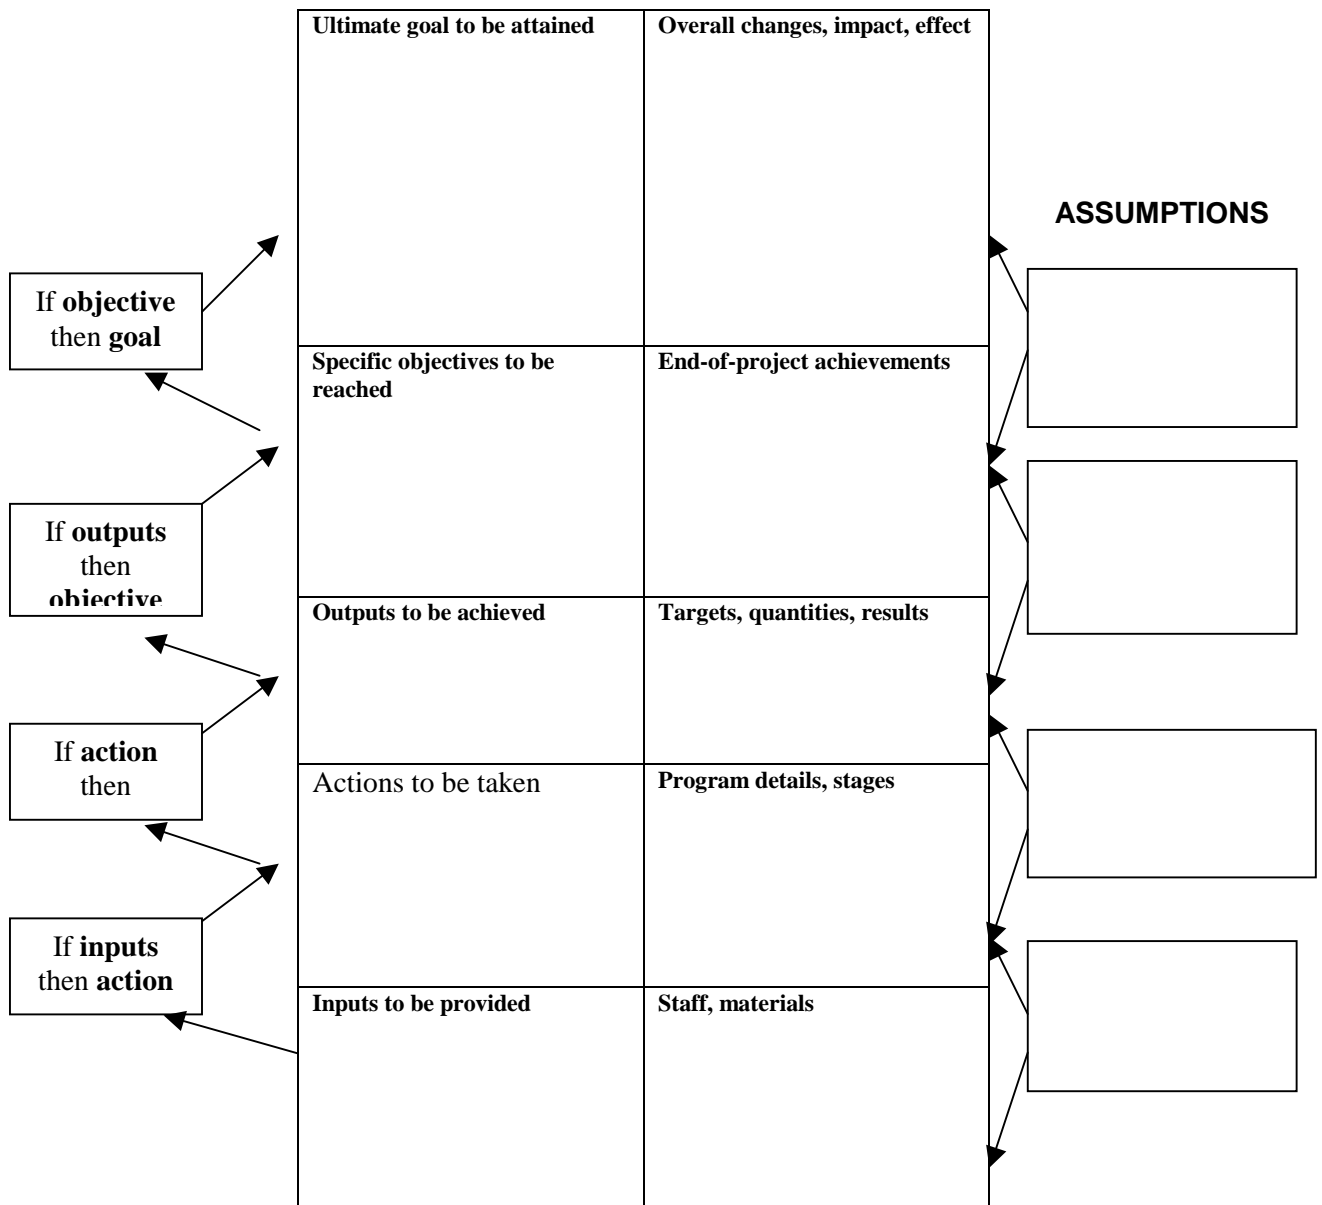 Ultimate goal to be attained
Overall changes, impact, effect
ASSUMPTIONS
If objective
then goal
Specific objectives to be
reached
End-of-project achievements
If outputs
then
objective
Outputs to be achieved
Targets, quantities, results
If action
then
Actions to be taken
Program details, stages
If inputs
then action
Inputs to be provided
Staff, materials